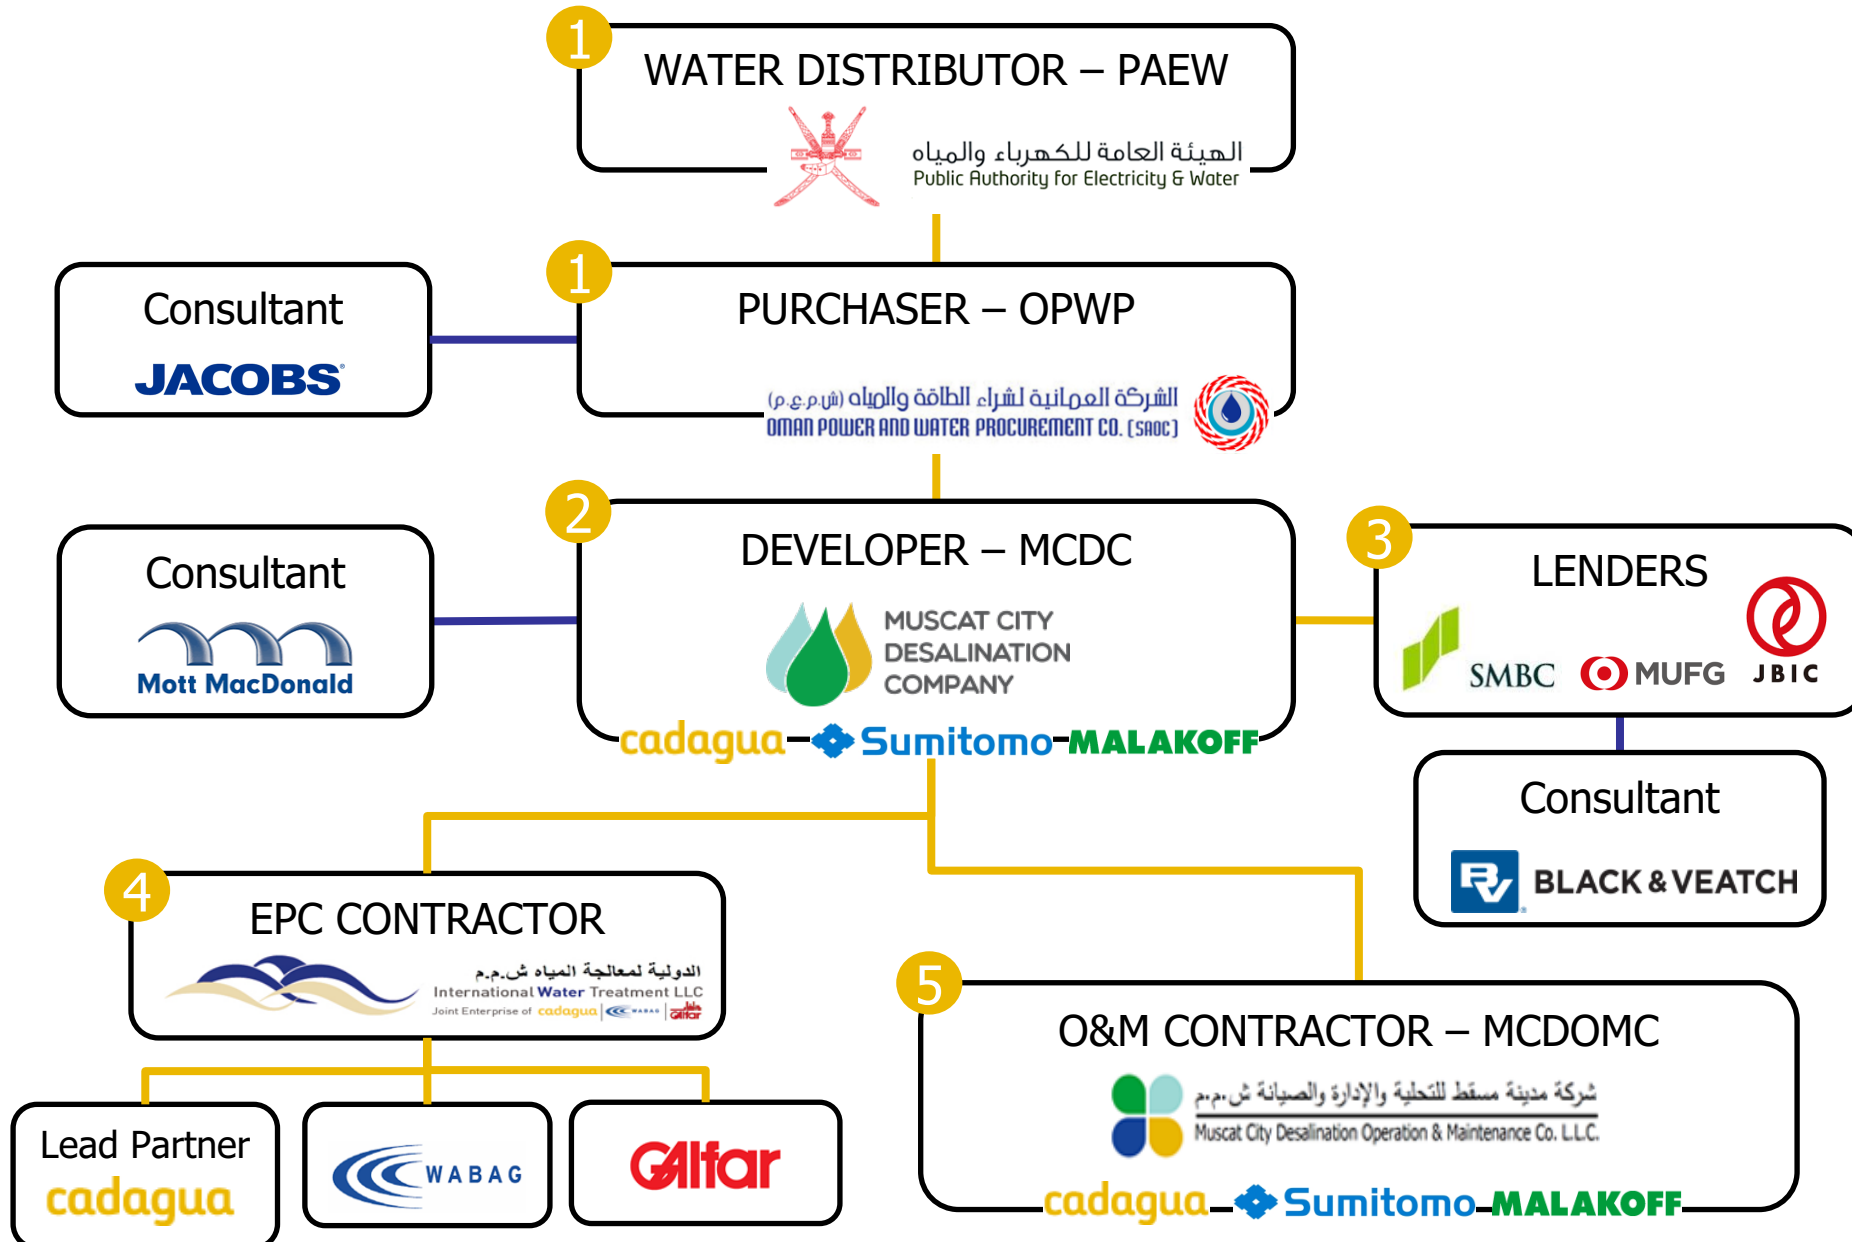 1
WATER DISTRIBUTOR – PAEW
الهيئة العامة للكهرباء والمياه
Public Authority for Electricity & Water
Consultant
JACOBS®
1
PURCHASER – OPWP
الشركة العمانية لشراء الطاقة والمياه (ش.م.ع.م)
OMAN POWER AND WATER PROCUREMENT CO. (SAOC)
Consultant
Mott MacDonald
2
DEVELOPER – MCDC
MUSCAT CITY
DESALINATION
COMPANY
cadagua Sumitomo MALAKOFF
3
LENDERS
SMBC MUFG JBIC
Consultant
BV® BLACK & VEATCH
4
EPC CONTRACTOR
الدولية لمعالجة المياه ش.م.م
International Water Treatment LLC
Joint Enterprise of cadagua WABAG Galfar
Lead Partner
cadagua
WABAG
Galfar
5
O&M CONTRACTOR – MCDOMC
شركة مدينة مسقط للتحلية والإدارة والصيانة ش.م.م
Muscat City Desalination Operation & Maintenance Co. L.L.C.
cadagua Sumitomo MALAKOFF